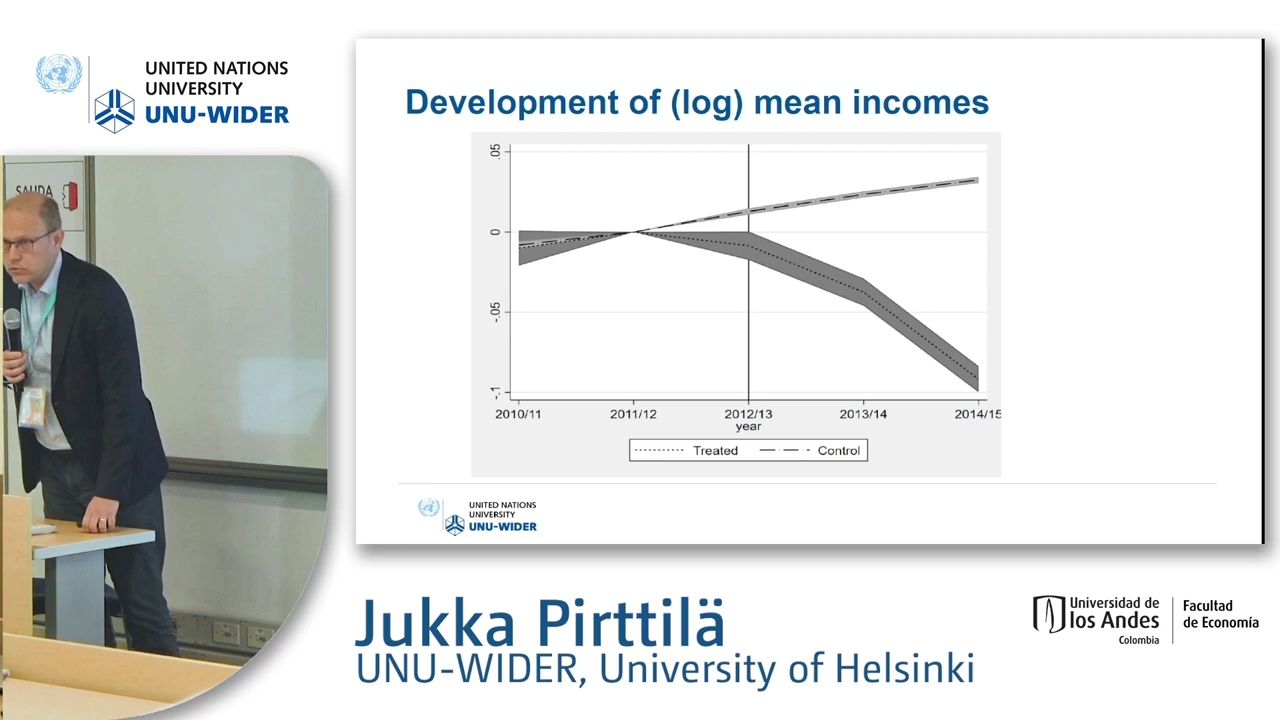 UNITED NATIONS
UNIVERSITY
UNU-WIDER
SALIDA
Development of (log) mean incomes
.05
0
-.05
-.1
2010/11
2011/12
2012/13
2013/14
2014/15
year
Treated
Control
UNITED NATIONS
UNIVERSITY
UNU-WIDER
Jukka Pirttilä
UNU-WIDER, University of Helsinki
Universidad de
los Andes
Colombia
Facultad
de Economía